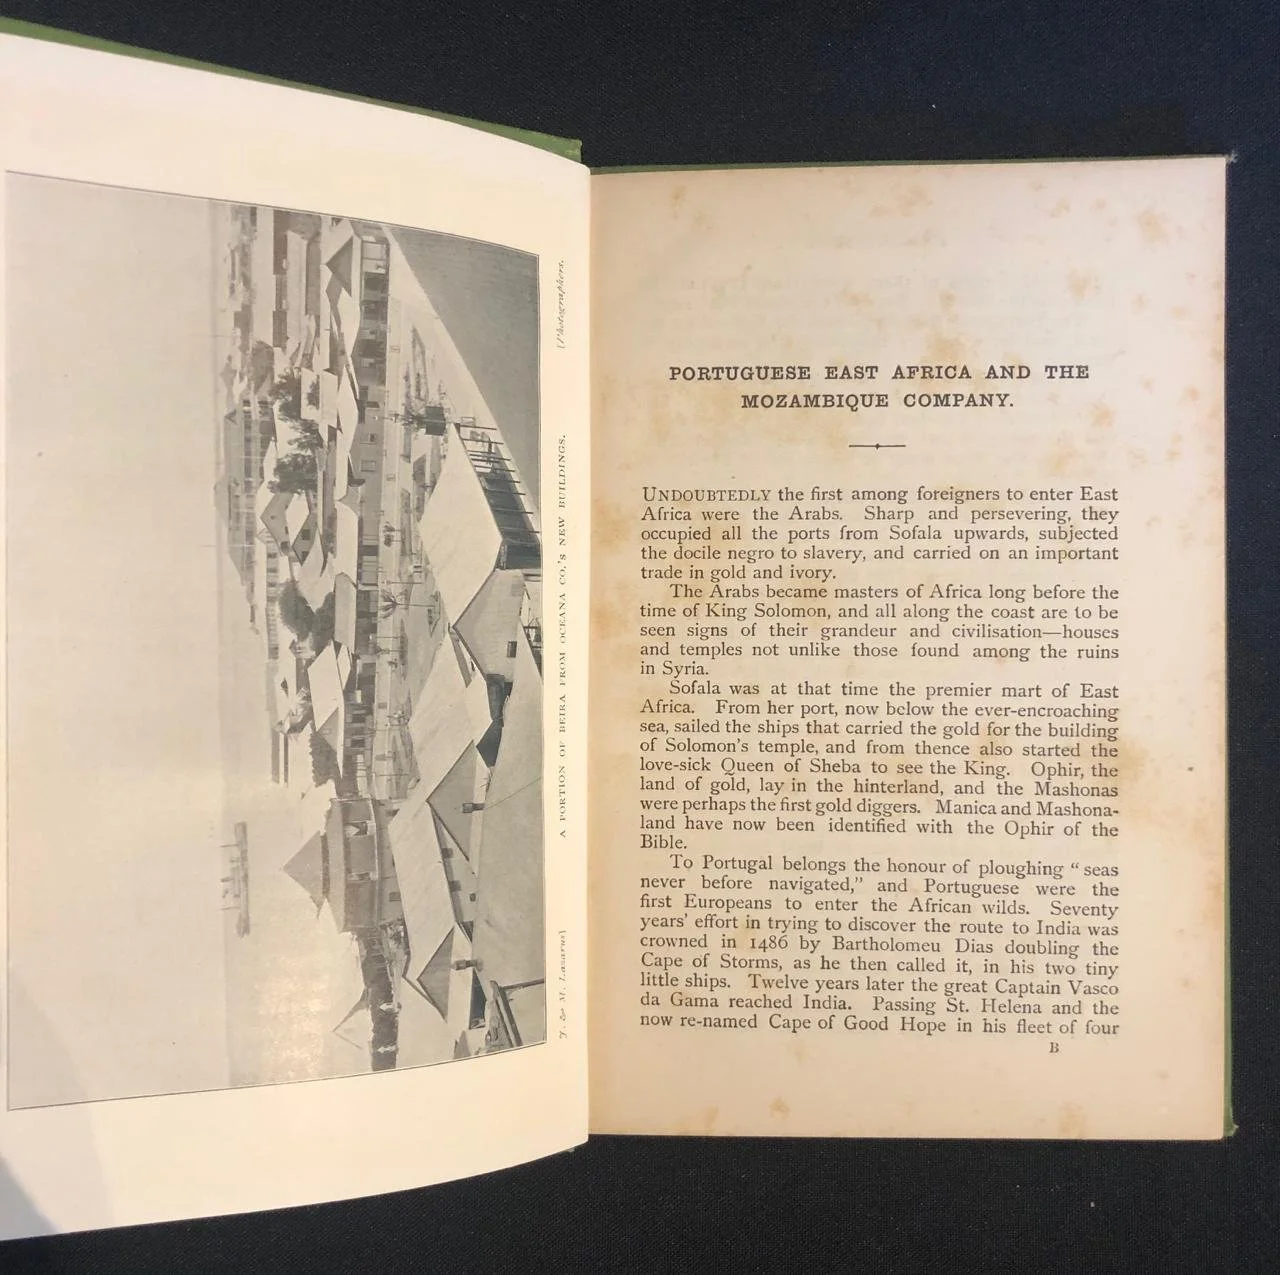 J. & M. Lazarus]
A PORTION OF BEIRA FROM OCEANA CO.'S NEW BUILDINGS.
[Photographers.
PORTUGUESE EAST AFRICA AND THE
MOZAMBIQUE COMPANY.
UNDOUBTEDLY the first among foreigners to enter East
Africa were the Arabs. Sharp and persevering, they
occupied all the ports from Sofala upwards, subjected
the docile negro to slavery, and carried on an important
trade in gold and ivory.
The Arabs became masters of Africa long before the
time of King Solomon, and all along the coast are to be
seen signs of their grandeur and civilisation—houses
and temples not unlike those found among the ruins
in Syria.
Sofala was at that time the premier mart of East
Africa. From her port, now below the ever-encroaching
sea, sailed the ships that carried the gold for the building
of Solomon's temple, and from thence also started the
love-sick Queen of Sheba to see the King. Ophir, the
land of gold, lay in the hinterland, and the Mashonas
were perhaps the first gold diggers. Manica and Mashona-
land have now been identified with the Ophir of the
Bible.
To Portugal belongs the honour of ploughing "seas
never before navigated," and Portuguese were the
first Europeans to enter the African wilds. Seventy
years' effort in trying to discover the route to India was
crowned in 1486 by Bartholomeu Dias doubling the
Cape of Storms, as he then called it, in his two tiny
little ships. Twelve years later the great Captain Vasco
da Gama reached India. Passing St. Helena and the
now re-named Cape of Good Hope in his fleet of four
B